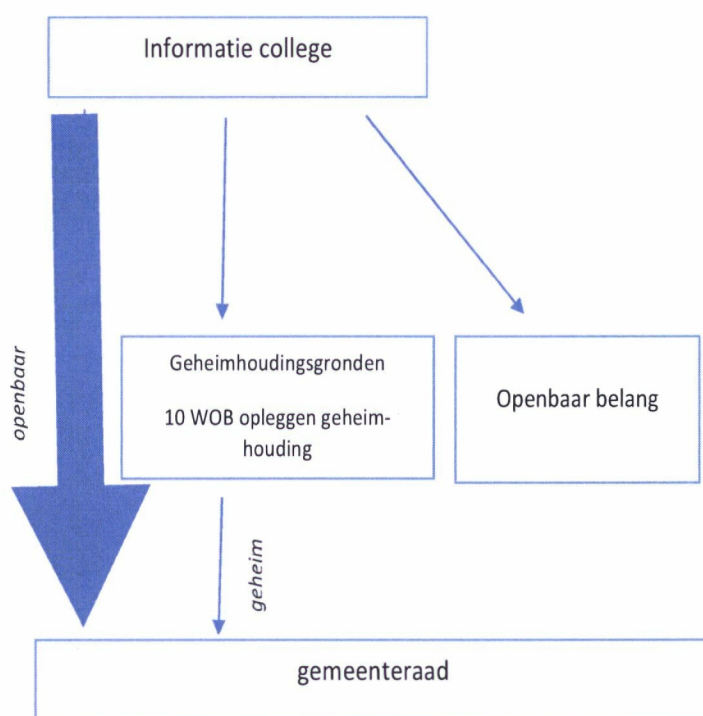 Informatie college
openbaar
Geheimhoudingsgronden
10 WOB opleggen geheim-
houding
Openbaar belang
geheim
gemeenteraad